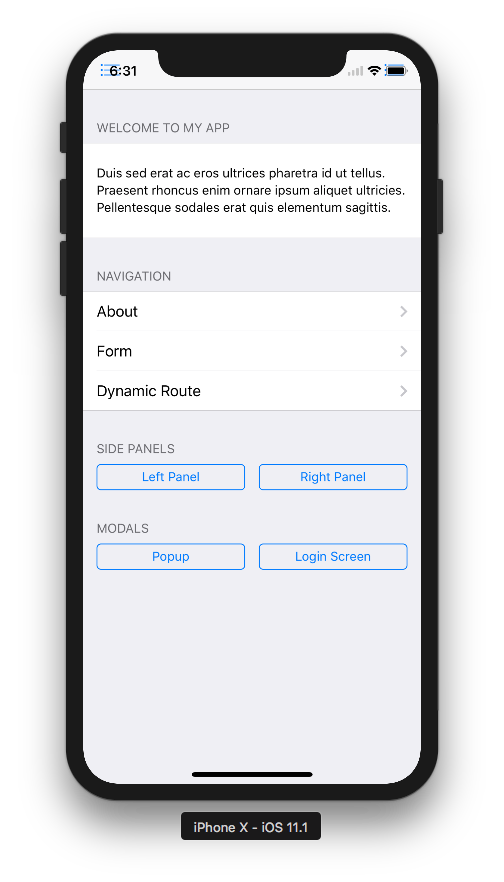 6:31
WELCOME TO MY APP
Duis sed erat ac eros ultrices pharetra id ut tellus.
Praesent rhoncus enim ornare ipsum aliquet ultricies.
Pellentesque sodales erat quis elementum sagittis.
NAVIGATION
About
Form
Dynamic Route
SIDE PANELS
Left Panel
Right Panel
MODALS
Popup
Login Screen
iPhone X - iOS 11.1